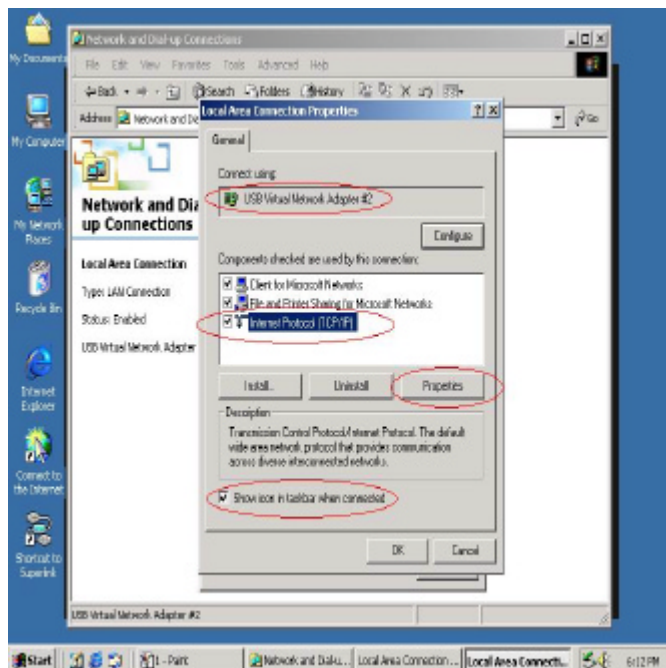 My Documents
My Computer
My Network
Places
Recycle Bin
Internet
Explorer
Connect to
the Internet
Shortcut to
Superlink
Network and Dial-up Connections
File Edit View Favorites Tools Advanced Help
Back Search Folders History
Address Network and Di
Go
Network and Dia
up Connections
Local Area Connection
Type: LAN Connection
Status: Enabled
USB Virtual Network Adapter
USB Virtual Network Adapter #2
Local Area Connection Properties
General
Connect using:
USB Virtual Network Adapter #2
Configure
Components checked are used by this connection:
Client for Microsoft Networks
File and Printer Sharing for Microsoft Networks
Internet Protocol (TCP/IP)
Install... Uninstall Properties
Description
Transmission Control Protocol/Internet Protocol. The default
wide area network protocol that provides communication
across diverse interconnected networks.
Show icon in taskbar when connected
OK Cancel
Start 1 - Paint Network and Dial-u... Local Area Connection ... Local Area Connecti... 6:12 PM